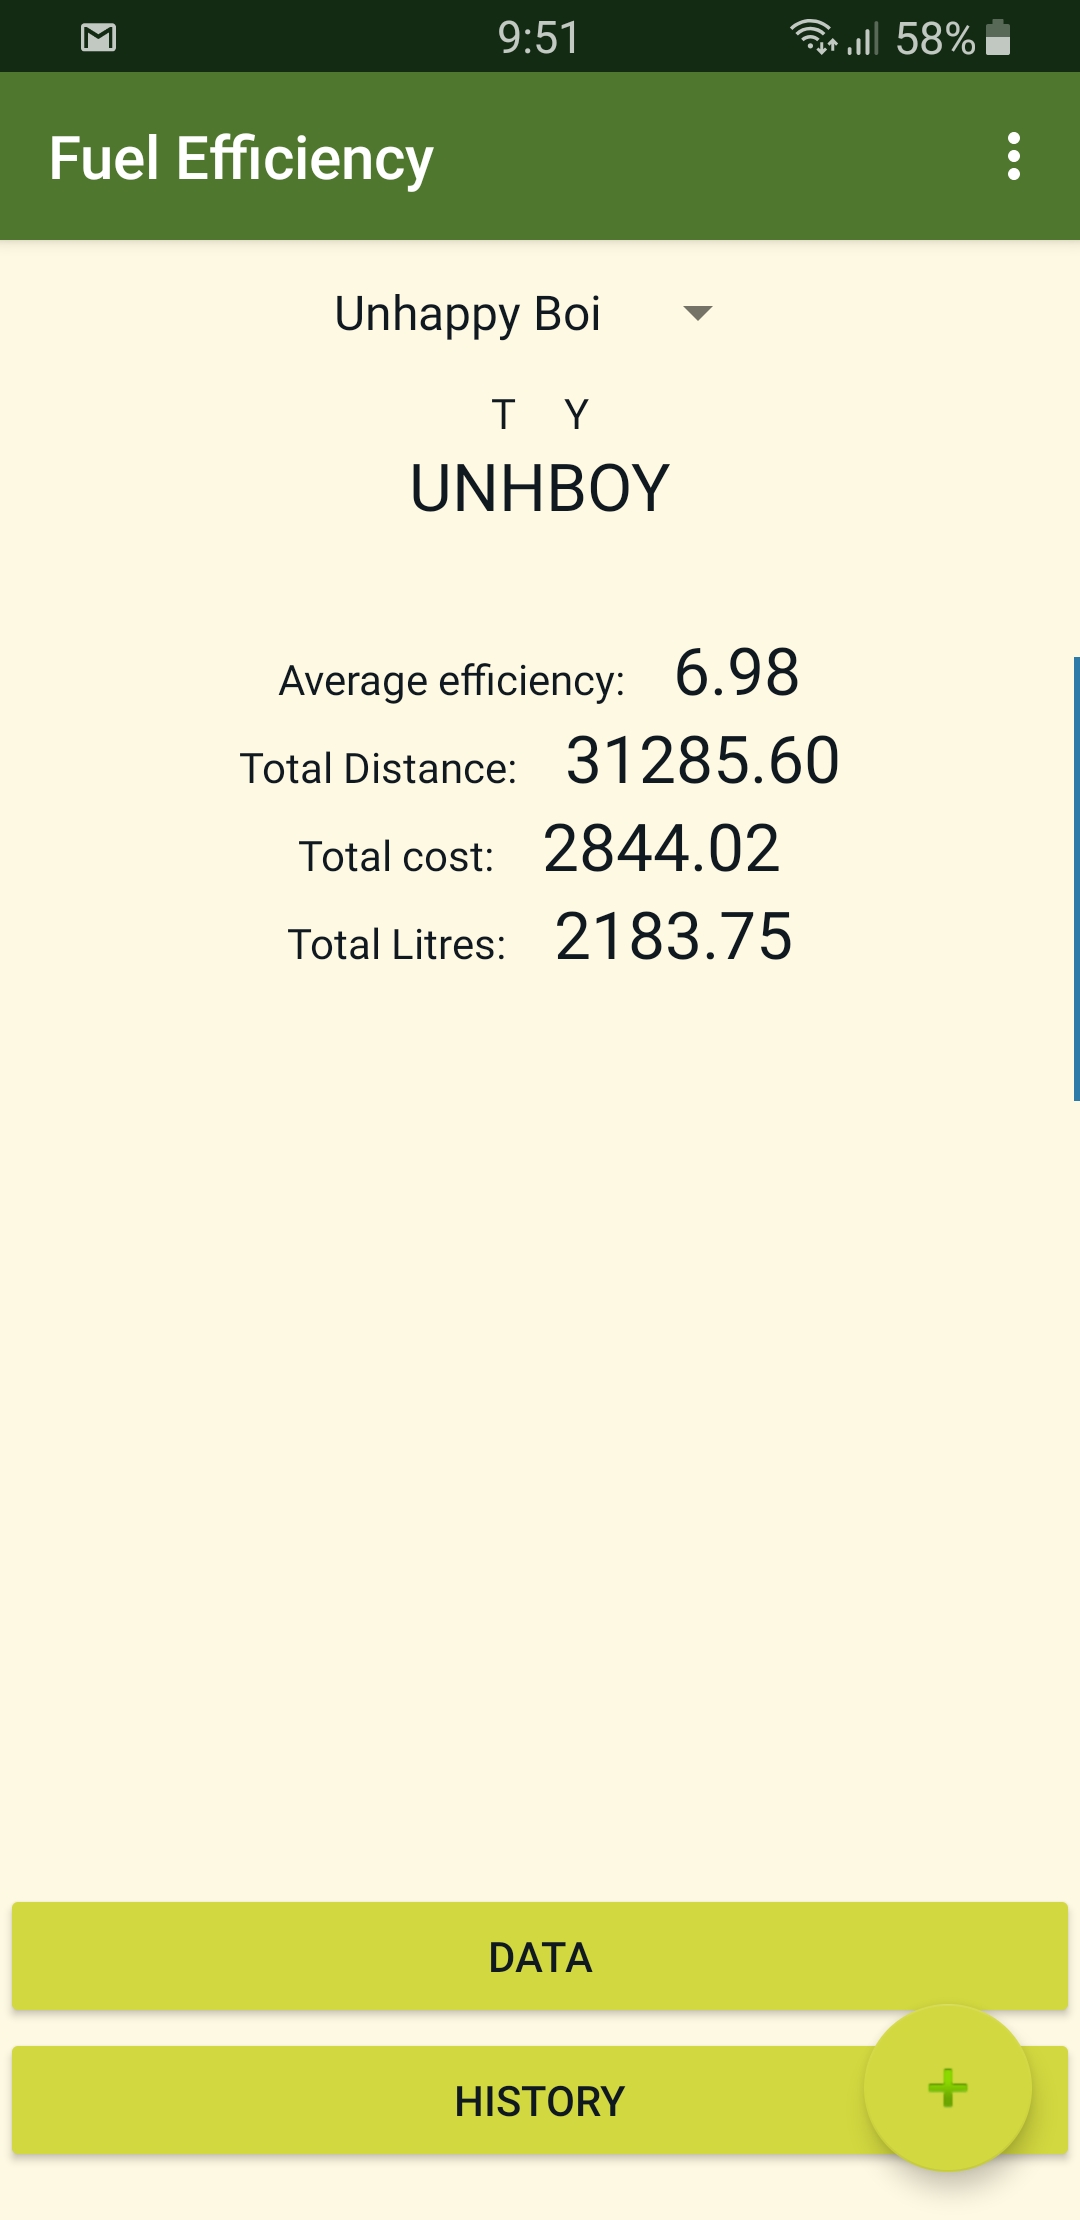 9:51 58%
Fuel Efficiency
Unhappy Boi
T Y
UNHBOY
Average efficiency: 6.98
Total Distance: 31285.60
Total cost: 2844.02
Total Litres: 2183.75
DATA
HISTORY